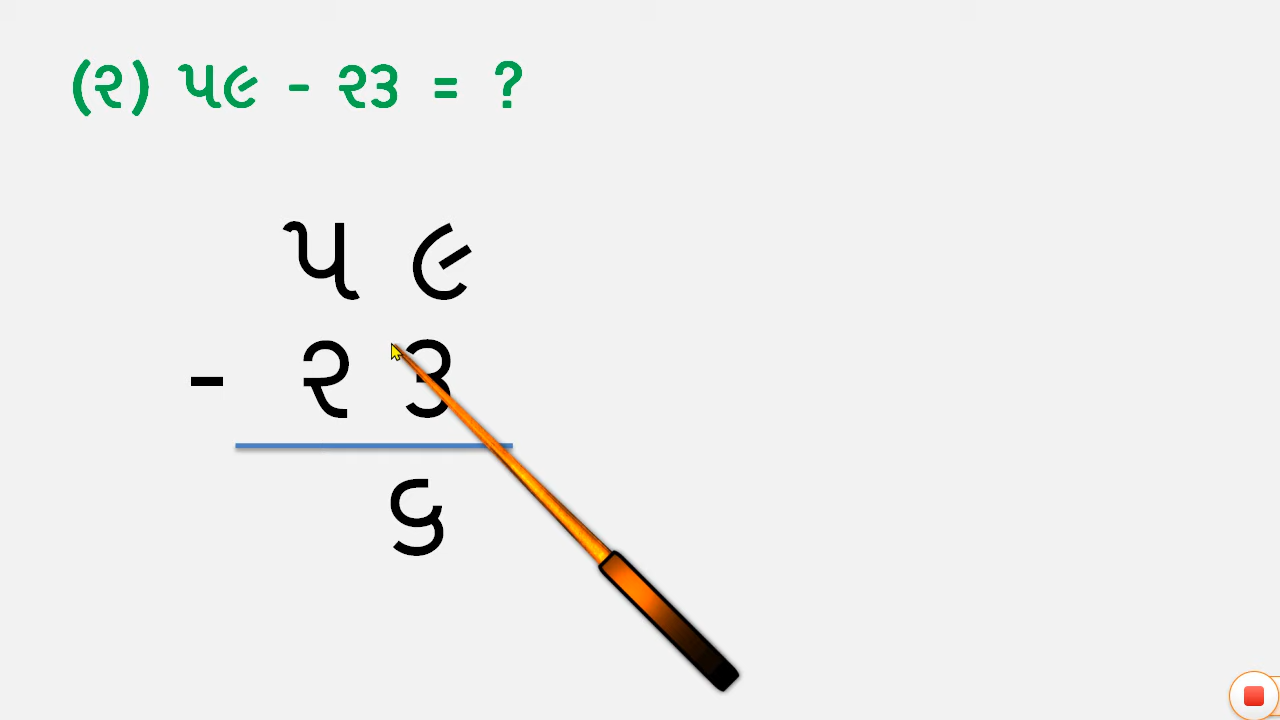 (૨) ૫૯ - ૨૩ = ?
૫ ૯
- ૨ ૩
૬